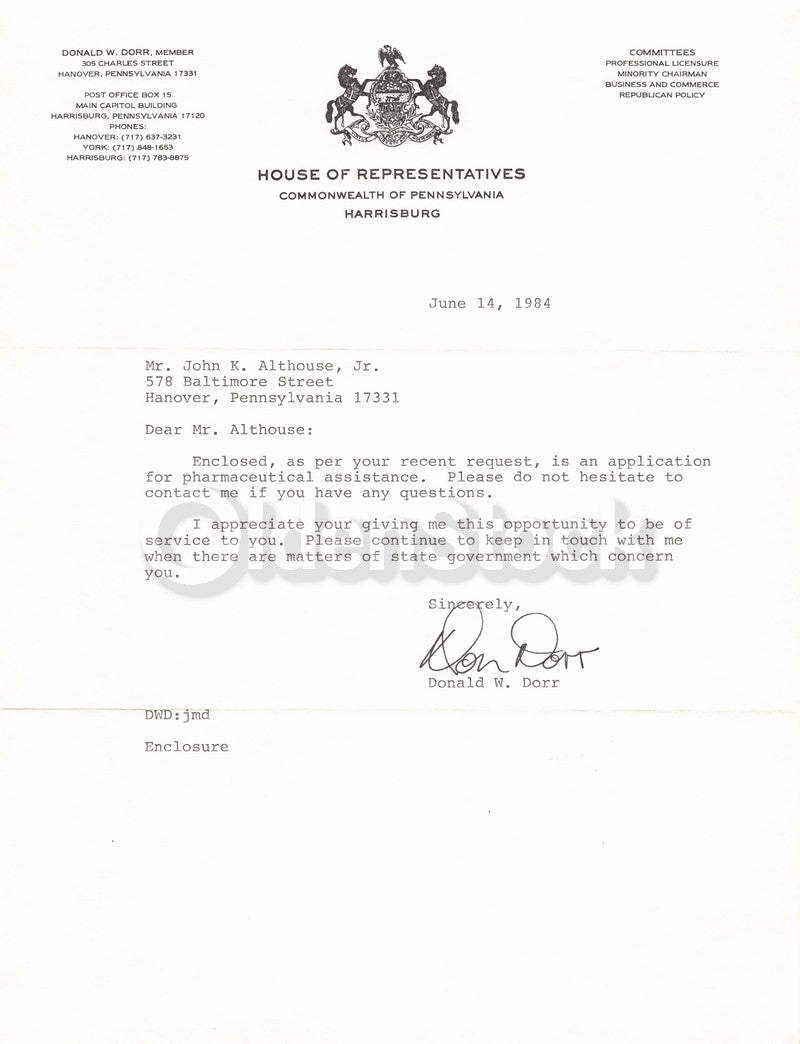 DONALD W. DORR, MEMBER
305 CHARLES STREET
HANOVER, PENNSYLVANIA 17331
POST OFFICE BOX 15
MAIN CAPITOL BUILDING
HARRISBURG, PENNSYLVANIA 17120
PHONES:
HANOVER: (717) 637-3231
YORK: (717) 848-1653
HARRISBURG: (717) 783-8875
COMMITTEES
PROFESSIONAL LICENSURE
MINORITY CHAIRMAN
BUSINESS AND COMMERCE
REPUBLICAN POLICY
HOUSE OF REPRESENTATIVES
COMMONWEALTH OF PENNSYLVANIA
HARRISBURG
June 14, 1984
Mr. John K. Althouse, Jr.
578 Baltimore Street
Hanover, Pennsylvania 17331
Dear Mr. Althouse:
Enclosed, as per your recent request, is an application
for pharmaceutical assistance. Please do not hesitate to
contact me if you have any questions.
I appreciate your giving me this opportunity to be of
service to you. Please continue to keep in touch with me
when there are matters of state government which concern
you.
OldenStock
Sincerely,
Don Dorr
Donald W. Dorr
DWD:jmd
Enclosure